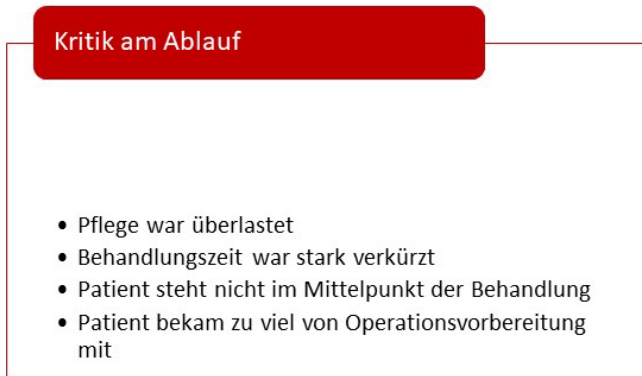 Kritik am Ablauf
• Pflege war überlastet
• Behandlungszeit war stark verkürzt
• Patient steht nicht im Mittelpunkt der Behandlung
• Patient bekam zu viel von Operationsvorbereitung
mit